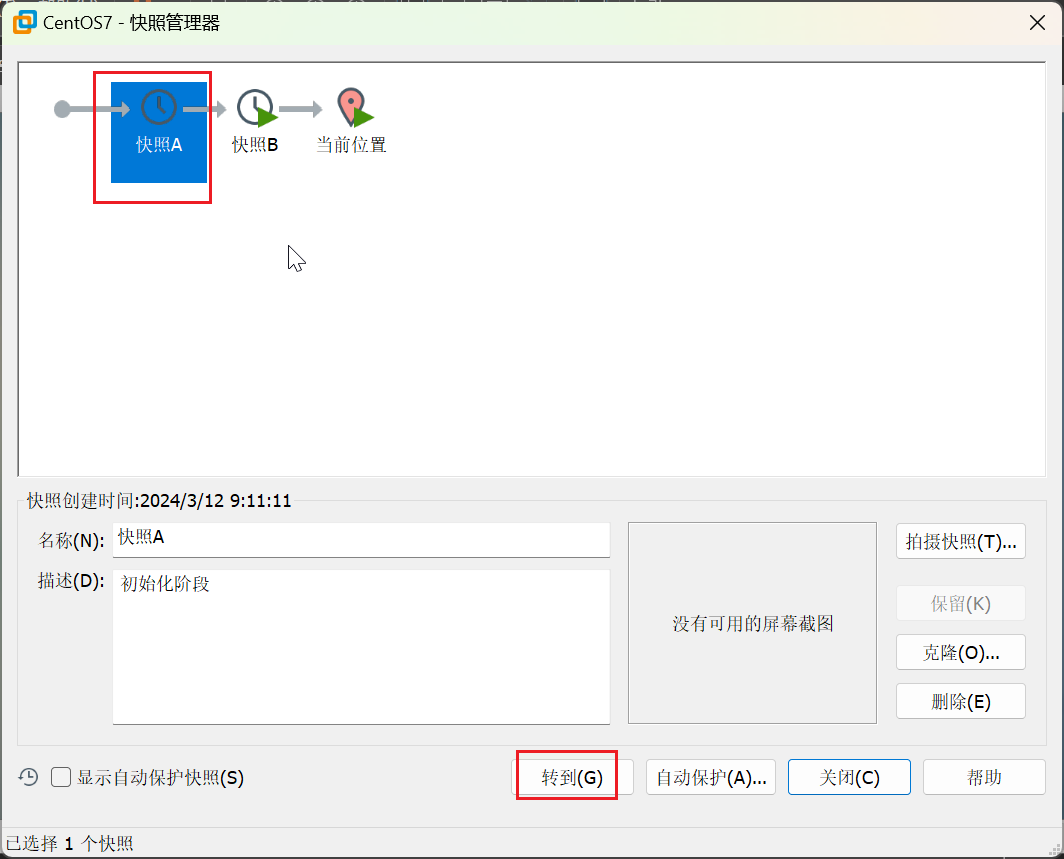 CentOS7 - 快照管理器
快照A
快照B
当前位置
快照创建时间:2024/3/12 9:11:11
名称(N):
快照A
描述(D):
初始化阶段
没有可用的屏幕截图
拍摄快照(T)...
保留(K)
克隆(O)...
删除(E)
显示自动保护快照(S)
转到(G)
自动保护(A)...
关闭(C)
帮助
已选择 1 个快照